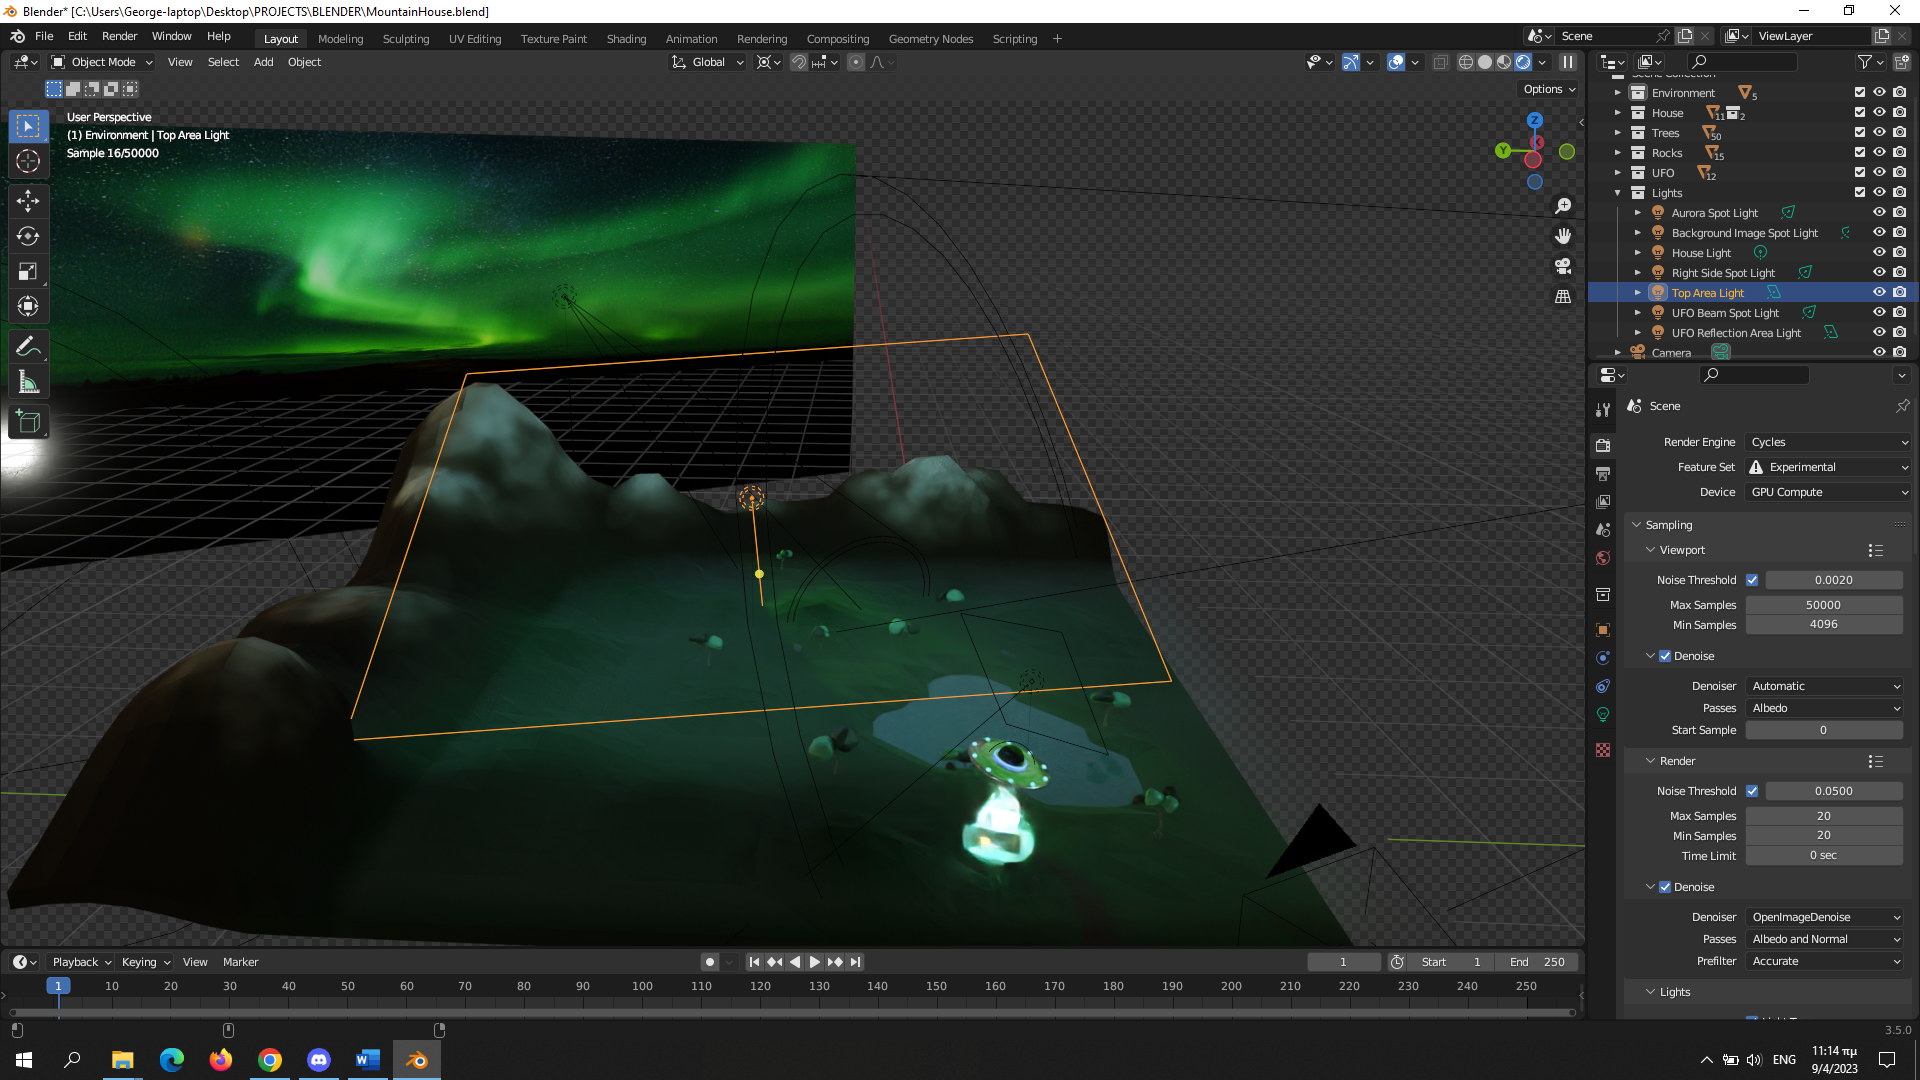 Blender* [C:\Users\George-laptop\Desktop\PROJECTS\BLENDER\MountainHouse.blend]
File Edit Render Window Help Layout Modeling Sculpting UV Editing Texture Paint Shading Animation Rendering Compositing Geometry Nodes Scripting + Scene ViewLayer
Object Mode View Select Add Object Global
Options
User Perspective
(1) Environment | Top Area Light
Sample 16/50000
Z
Y
X
Scene Collection
Environment 5
House 11 2
Trees 50
Rocks 15
UFO 12
Lights
Aurora Spot Light
Background Image Spot Light
House Light
Right Side Spot Light
Top Area Light
UFO Beam Spot Light
UFO Reflection Area Light
Camera
Scene
Render Engine Cycles
Feature Set Experimental
Device GPU Compute
Sampling
Viewport
Noise Threshold 0.0020
Max Samples 50000
Min Samples 4096
Denoise
Denoiser Automatic
Passes Albedo
Start Sample 0
Render
Noise Threshold 0.0500
Max Samples 20
Min Samples 20
Time Limit 0 sec
Denoise
Denoiser OpenImageDenoise
Passes Albedo and Normal
Prefilter Accurate
Lights
Playback Keying View Marker 1 Start 1 End 250
1 10 20 30 40 50 60 70 80 90 100 110 120 130 140 150 160 170 180 190 200 210 220 230 240 250
3.5.0
ENG
11:14 πμ
9/4/2023